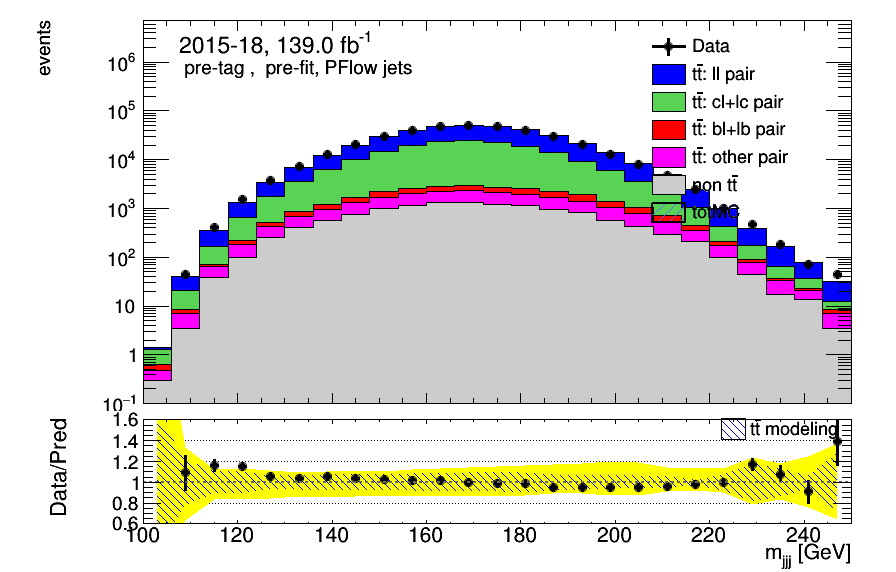 events
2015-18, 139.0 fb⁻¹
pre-tag , pre-fit, PFlow jets
Data
tt̄: ll pair
tt̄: cl+lc pair
tt̄: bl+lb pair
tt̄: other pair
non tt̄
totMC
10⁶
10⁵
10⁴
10³
10²
10
1
10⁻¹
Data/Pred
tt̄ modeling
1.6
1.4
1.2
1
0.8
0.6
100 120 140 160 180 200 220 240
m_jjj [GeV]